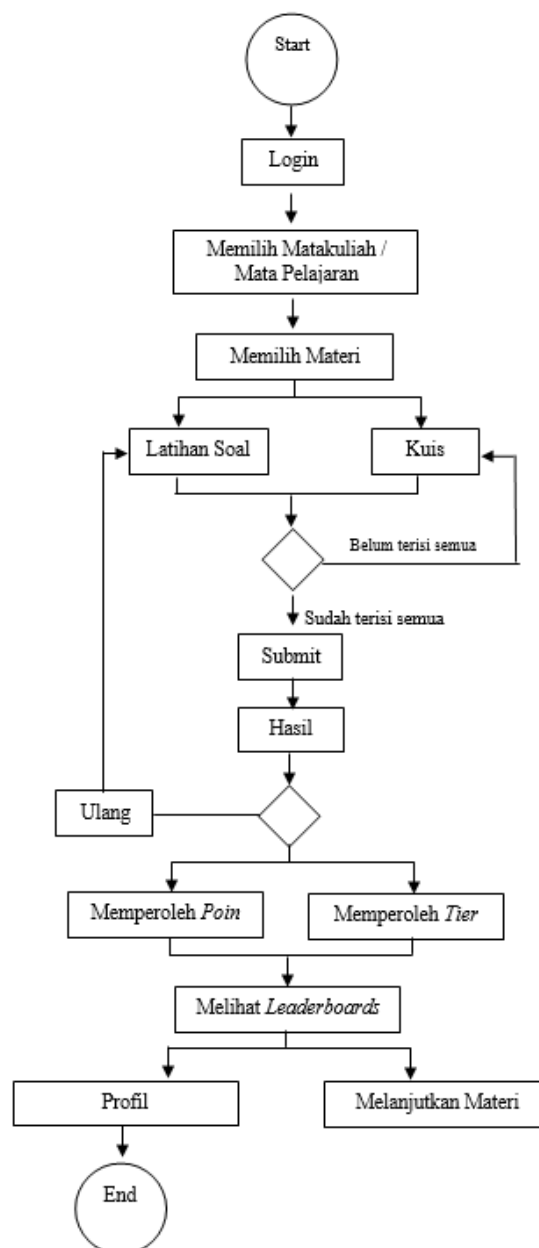 Start
Login
Memilih Matakuliah /
Mata Pelajaran
Memilih Materi
Latihan Soal
Kuis
Belum terisi semua
Sudah terisi semua
Submit
Hasil
Ulang
Memperoleh Poin
Memperoleh Tier
Melihat Leaderboards
Profil
Melanjutkan Materi
End